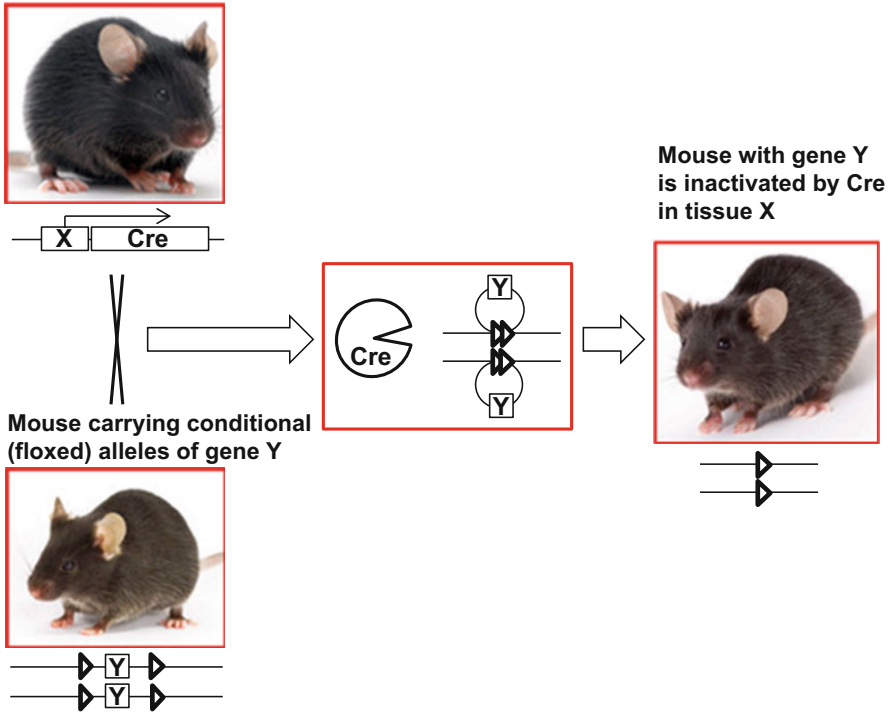 X Cre
Mouse carrying conditional
(floxed) alleles of gene Y
Y
Y
Cre
Y
Y
Mouse with gene Y
is inactivated by Cre
in tissue X